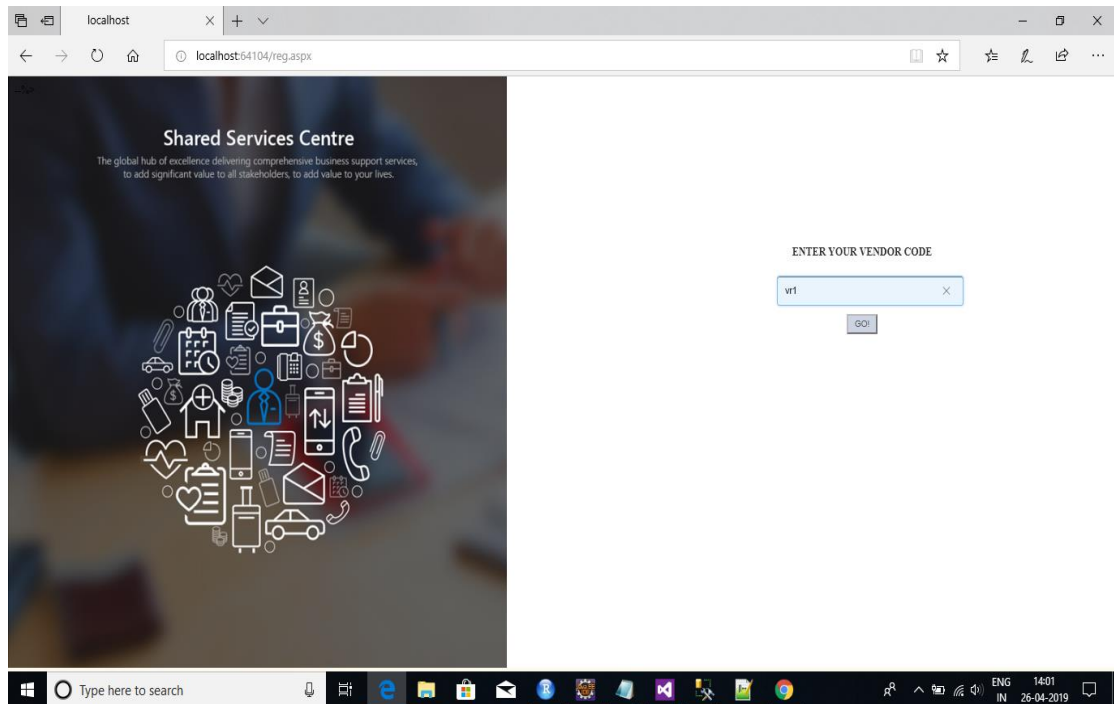 localhost
localhost:64104/reg.aspx
Shared Services Centre
The global hub of excellence delivering comprehensive business support services,
to add significant value to all stakeholders, to add value to your lives.
ENTER YOUR VENDOR CODE
vr1
GO!
Type here to search
ENG
IN
14:01
26-04-2019